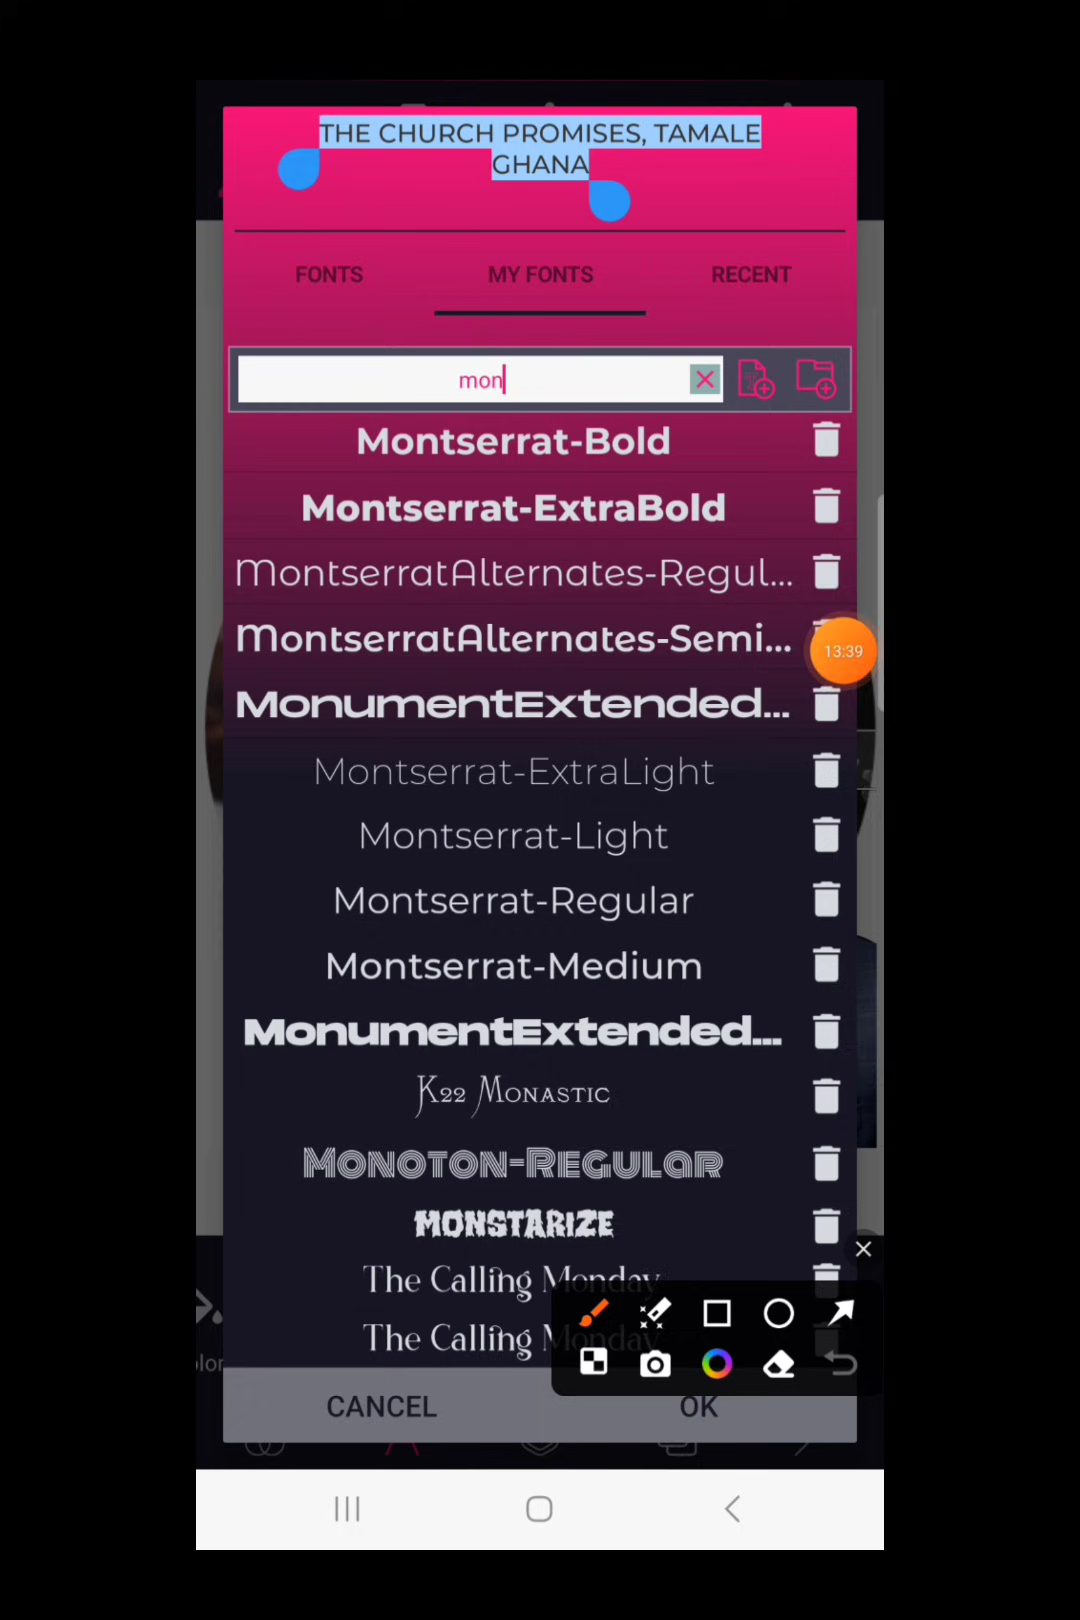 THE CHURCH PROMISES, TAMALE
GHANA
FONTS
MY FONTS
RECENT
mon
Montserrat-Bold
Montserrat-ExtraBold
MontserratAlternates-Regul...
MontserratAlternates-Semi...
13:39
MonumentExtended...
Montserrat-ExtraLight
Montserrat-Light
Montserrat-Regular
Montserrat-Medium
MonumentExtended...
K22 Monastic
Monoton-Regular
MONSTARIZE
The Calling Monday
The Calling Monday
olor
CANCEL
OK